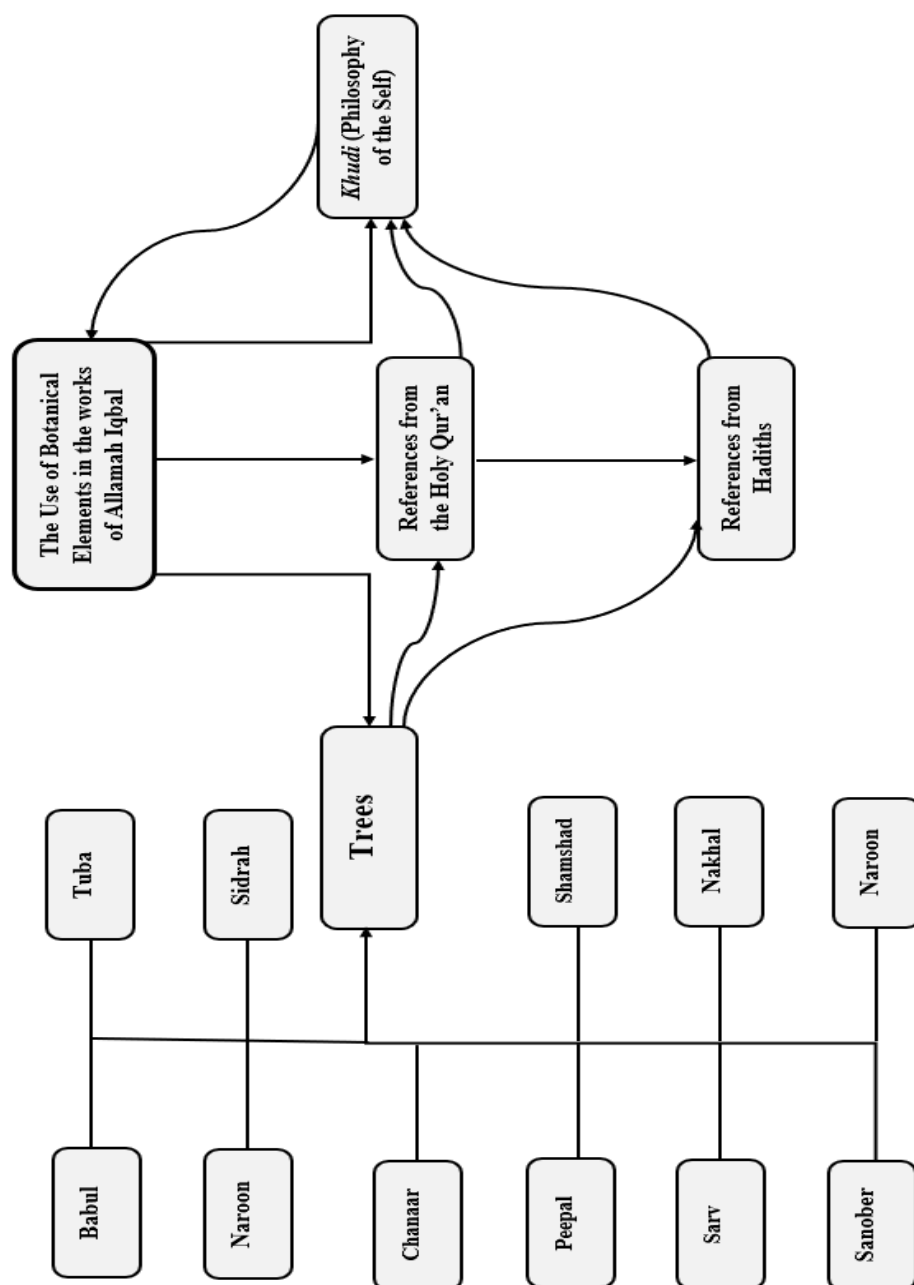 Babul
Tuba
The Use of Botanical
Elements in the works
of Allamah Iqbal
Naroon
Sidrah
Chanaar
Trees
References from
the Holy Qur’an
Khudi (Philosophy
of the Self)
Peepal
Shamshad
Sarv
Nakhal
References from
Hadiths
Sanober
Naroon